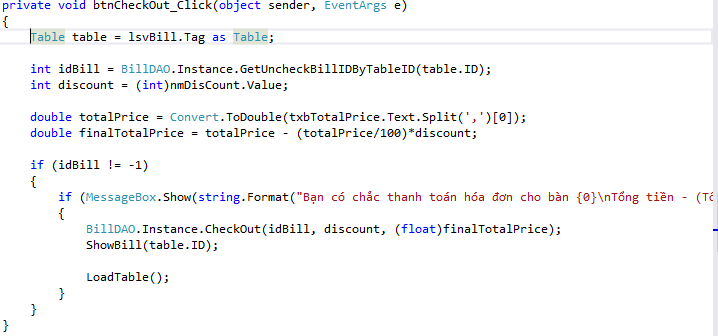 private void btnCheckOut_Click(object sender, EventArgs e)
{
Table table = lsvBill.Tag as Table;
int idBill = BillDAO.Instance.GetUncheckBillIDByTableID(table.ID);
int discount = (int)nmDisCount.Value;
double totalPrice = Convert.ToDouble(txbTotalPrice.Text.Split(',')[0]);
double finalTotalPrice = totalPrice - (totalPrice/100)*discount;
if (idBill != -1)
{
if (MessageBox.Show(string.Format("Bạn có chắc thanh toán hóa đơn cho bàn {0}\nTổng tiền - (Tổ
{
BillDAO.Instance.CheckOut(idBill, discount, (float)finalTotalPrice);
ShowBill(table.ID);
LoadTable();
}
}
}